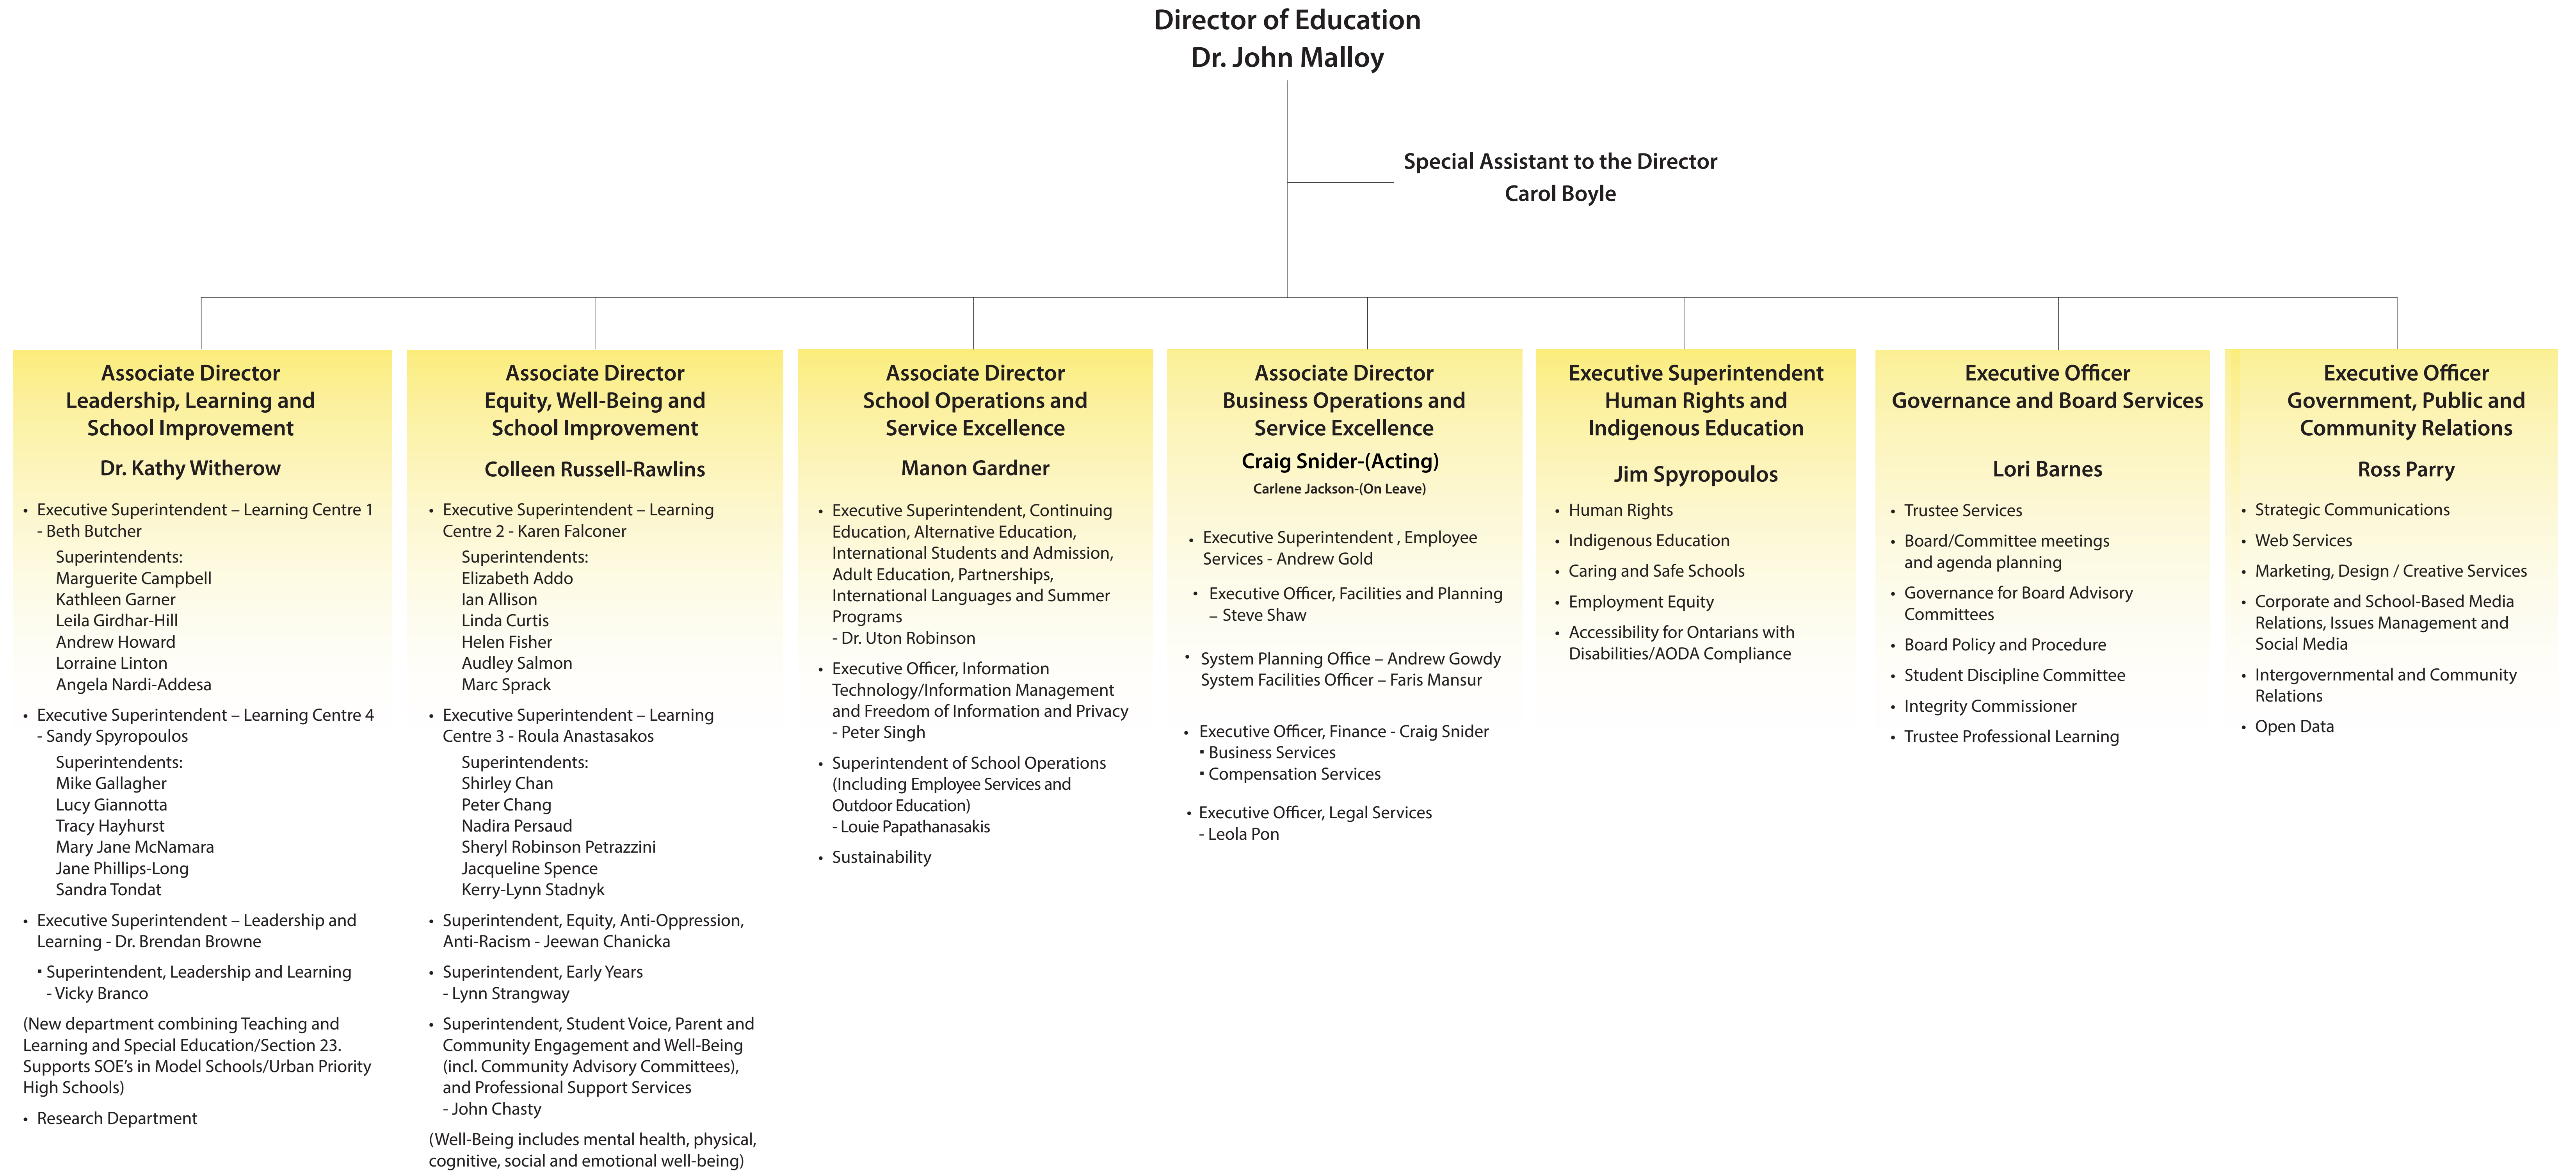 Director of Education
Dr. John Malloy
Special Assistant to the Director
Carol Boyle
Associate Director
Leadership, Learning and
School Improvement
Dr. Kathy Witherow
• Executive Superintendent – Learning Centre 1
- Beth Butcher
Superintendents:
Marguerite Campbell
Kathleen Garner
Leila Girdhar-Hill
Andrew Howard
Lorraine Linton
Angela Nardi-Addesa
• Executive Superintendent – Learning Centre 4
- Sandy Spyropoulos
Superintendents:
Mike Gallagher
Lucy Giannotta
Tracy Hayhurst
Mary Jane McNamara
Jane Phillips-Long
Sandra Tondat
• Executive Superintendent – Leadership and
Learning - Dr. Brendan Browne
▪ Superintendent, Leadership and Learning
- Vicky Branco
(New department combining Teaching and
Learning and Special Education/Section 23.
Supports SOE’s in Model Schools/Urban Priority
High Schools)
• Research Department
Associate Director
Equity, Well-Being and
School Improvement
Colleen Russell-Rawlins
• Executive Superintendent – Learning
Centre 2 - Karen Falconer
Superintendents:
Elizabeth Addo
Ian Allison
Linda Curtis
Helen Fisher
Audley Salmon
Marc Sprack
• Executive Superintendent – Learning
Centre 3 - Roula Anastasakos
Superintendents:
Shirley Chan
Peter Chang
Nadira Persaud
Sheryl Robinson Petrazzini
Jacqueline Spence
Kerry-Lynn Stadnyk
• Superintendent, Equity, Anti-Oppression,
Anti-Racism - Jeewan Chanicka
• Superintendent, Early Years
- Lynn Strangway
• Superintendent, Student Voice, Parent and
Community Engagement and Well-Being
(incl. Community Advisory Committees),
and Professional Support Services
- John Chasty
(Well-Being includes mental health, physical,
cognitive, social and emotional well-being)
Associate Director
School Operations and
Service Excellence
Manon Gardner
• Executive Superintendent, Continuing
Education, Alternative Education,
International Students and Admission,
Adult Education, Partnerships,
International Languages and Summer
Programs
- Dr. Uton Robinson
• Executive Officer, Information
Technology/Information Management
and Freedom of Information and Privacy
- Peter Singh
• Superintendent of School Operations
(Including Employee Services and
Outdoor Education)
- Louie Papathanasakis
• Sustainability
Associate Director
Business Operations and
Service Excellence
Craig Snider-(Acting)
Carlene Jackson-(On Leave)
• Executive Superintendent , Employee
Services - Andrew Gold
• Executive Officer, Facilities and Planning
– Steve Shaw
• System Planning Office – Andrew Gowdy
System Facilities Officer – Faris Mansur
• Executive Officer, Finance - Craig Snider
▪ Business Services
▪ Compensation Services
• Executive Officer, Legal Services
- Leola Pon
Executive Superintendent
Human Rights and
Indigenous Education
Jim Spyropoulos
• Human Rights
• Indigenous Education
• Caring and Safe Schools
• Employment Equity
• Accessibility for Ontarians with
Disabilities/AODA Compliance
Executive Officer
Governance and Board Services
Lori Barnes
• Trustee Services
• Board/Committee meetings
and agenda planning
• Governance for Board Advisory
Committees
• Board Policy and Procedure
• Student Discipline Committee
• Integrity Commissioner
• Trustee Professional Learning
Executive Officer
Government, Public and
Community Relations
Ross Parry
• Strategic Communications
• Web Services
• Marketing, Design / Creative Services
• Corporate and School-Based Media
Relations, Issues Management and
Social Media
• Intergovernmental and Community
Relations
• Open Data